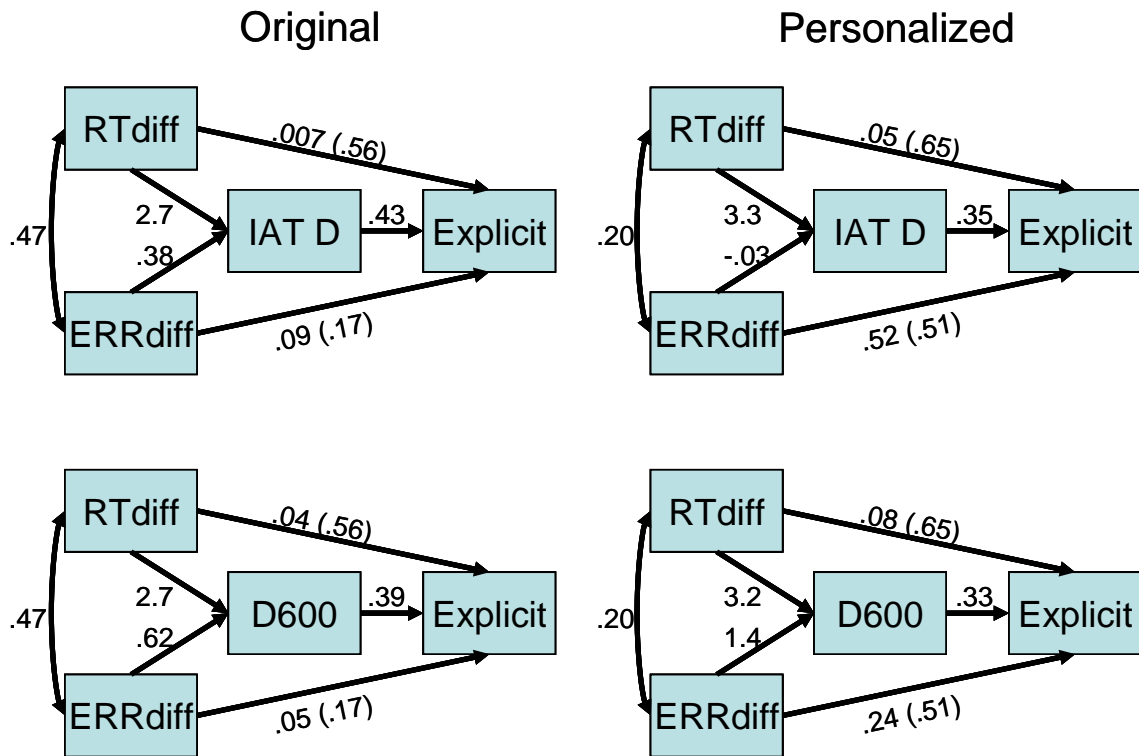 Original
RTdiff
.007 (.56)
.47
2.7
IAT D
.43
Explicit
.38
ERRdiff
.09 (.17)
Personalized
RTdiff
.05 (.65)
.20
3.3
IAT D
.35
Explicit
-.03
ERRdiff
.52 (.51)
RTdiff
.04 (.56)
.47
2.7
D600
.39
Explicit
.62
ERRdiff
.05 (.17)
RTdiff
.08 (.65)
.20
3.2
D600
.33
Explicit
1.4
ERRdiff
.24 (.51)